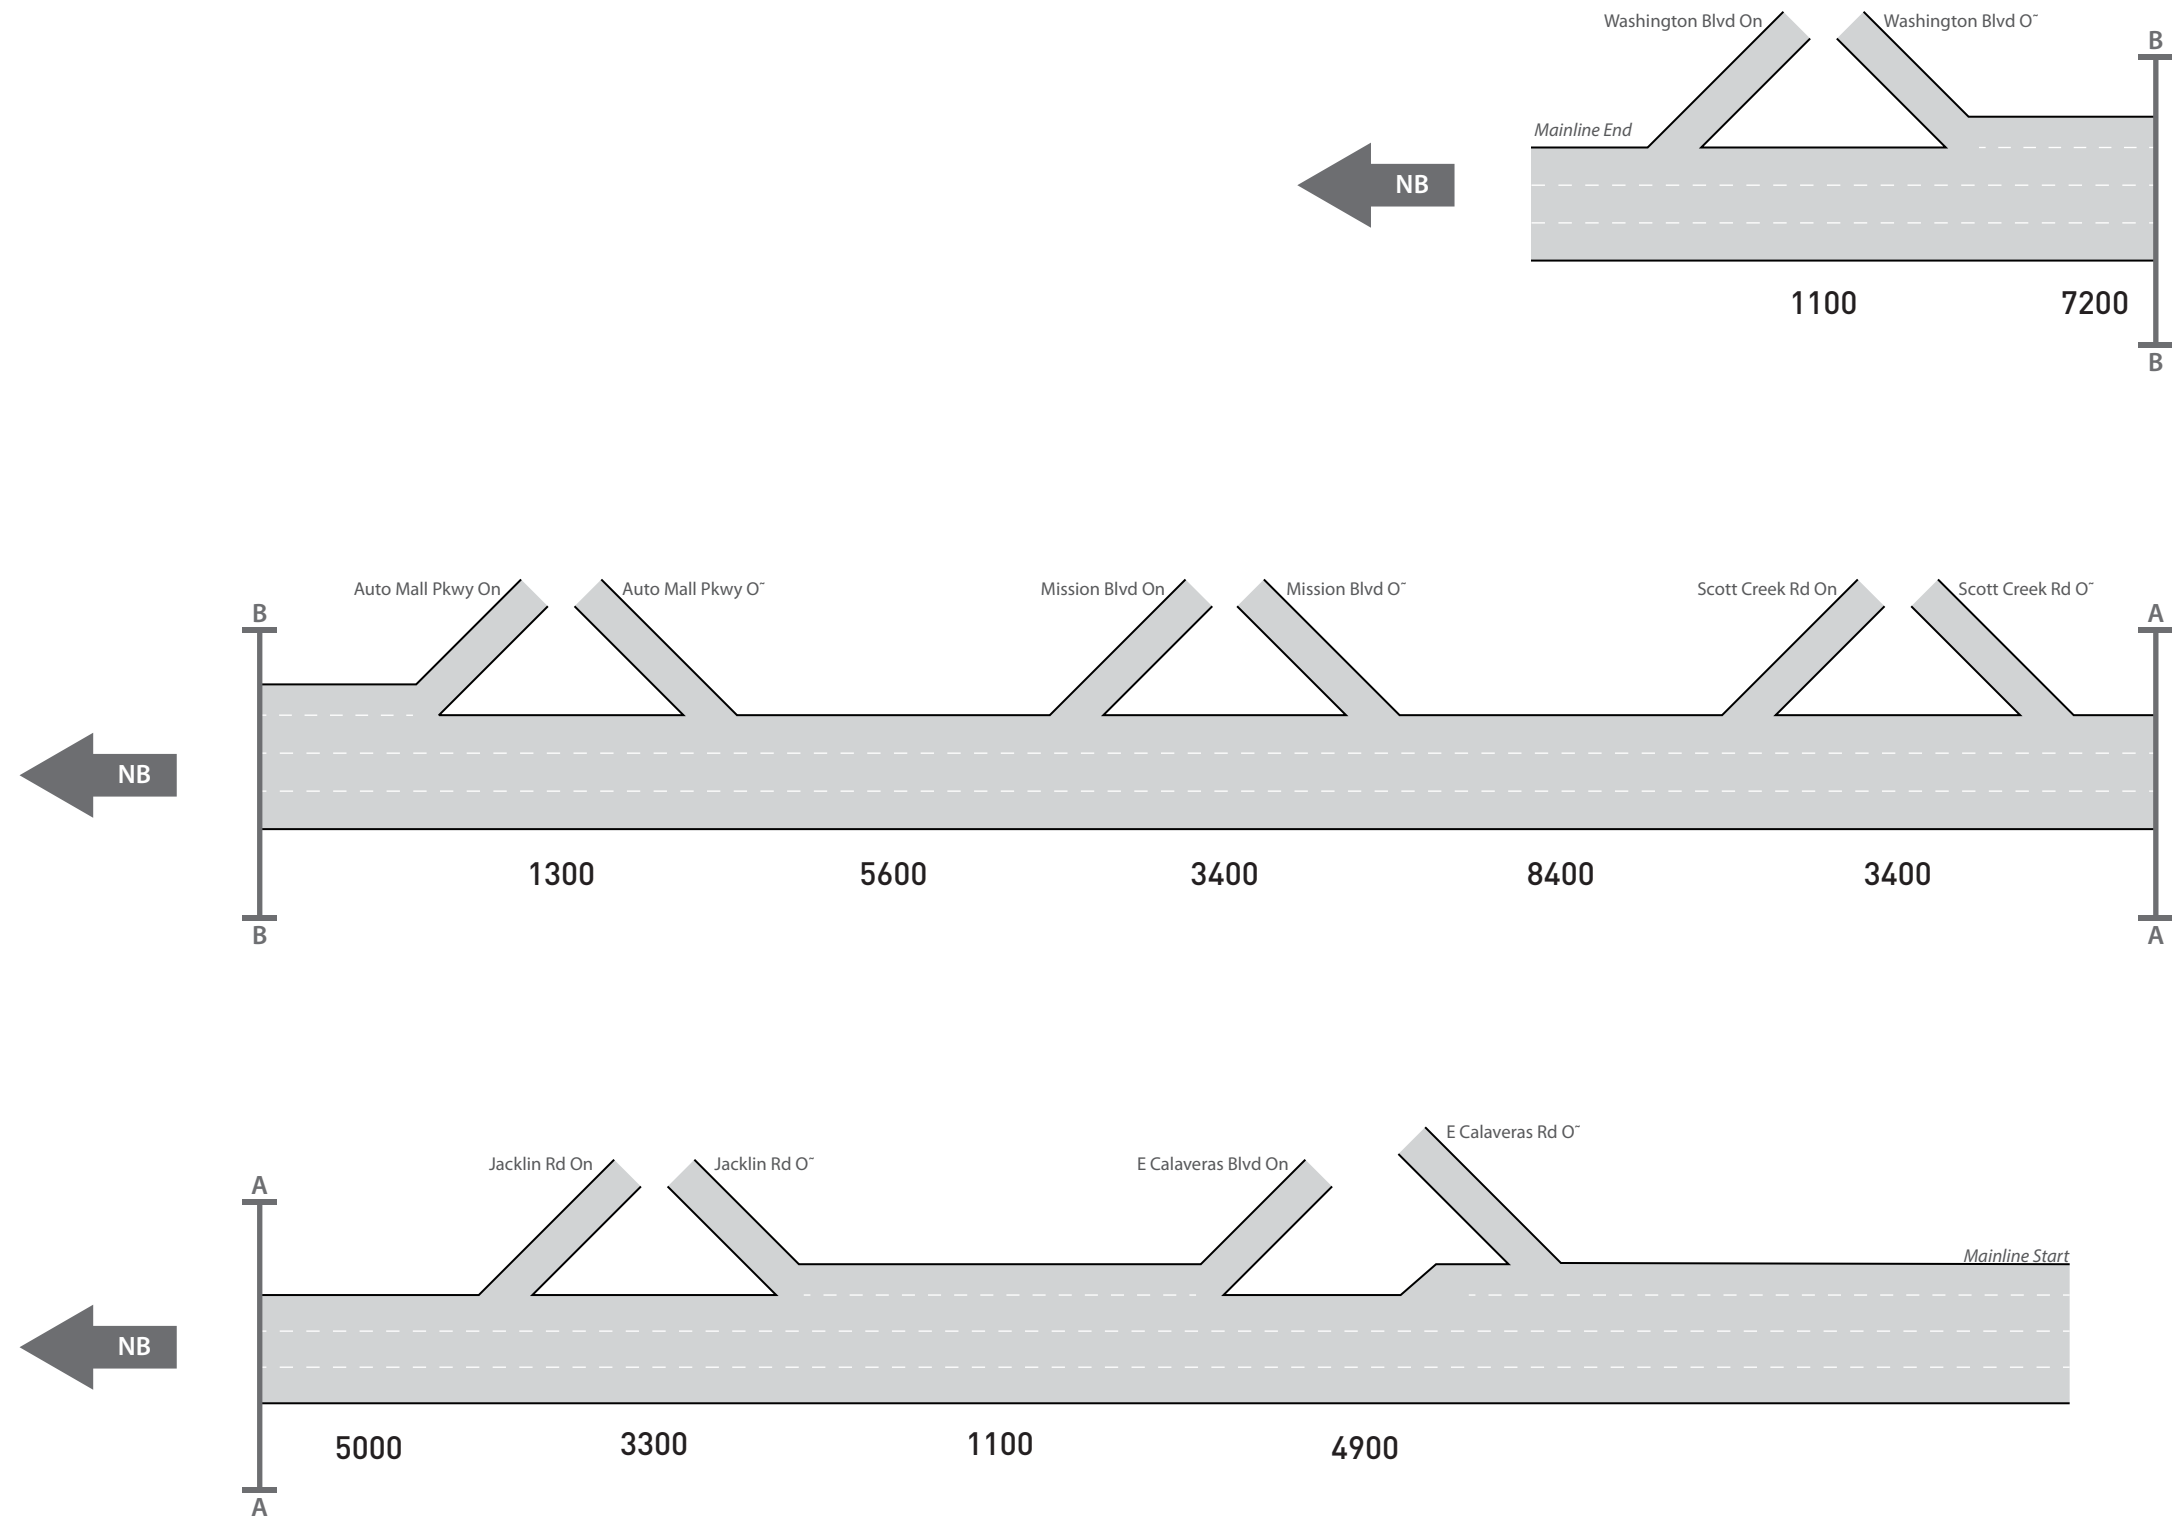 Washington Blvd On
Washington Blvd O˜
B
Mainline End
NB
1100
7200
B
Auto Mall Pkwy On
Auto Mall Pkwy O˜
Mission Blvd On
Mission Blvd O˜
Scott Creek Rd On
Scott Creek Rd O˜
B
A
NB
1300
5600
3400
8400
3400
B
A
E Calaveras Rd O˜
Jacklin Rd On
Jacklin Rd O˜
E Calaveras Blvd On
A
Mainline Start
NB
5000
3300
1100
4900
A